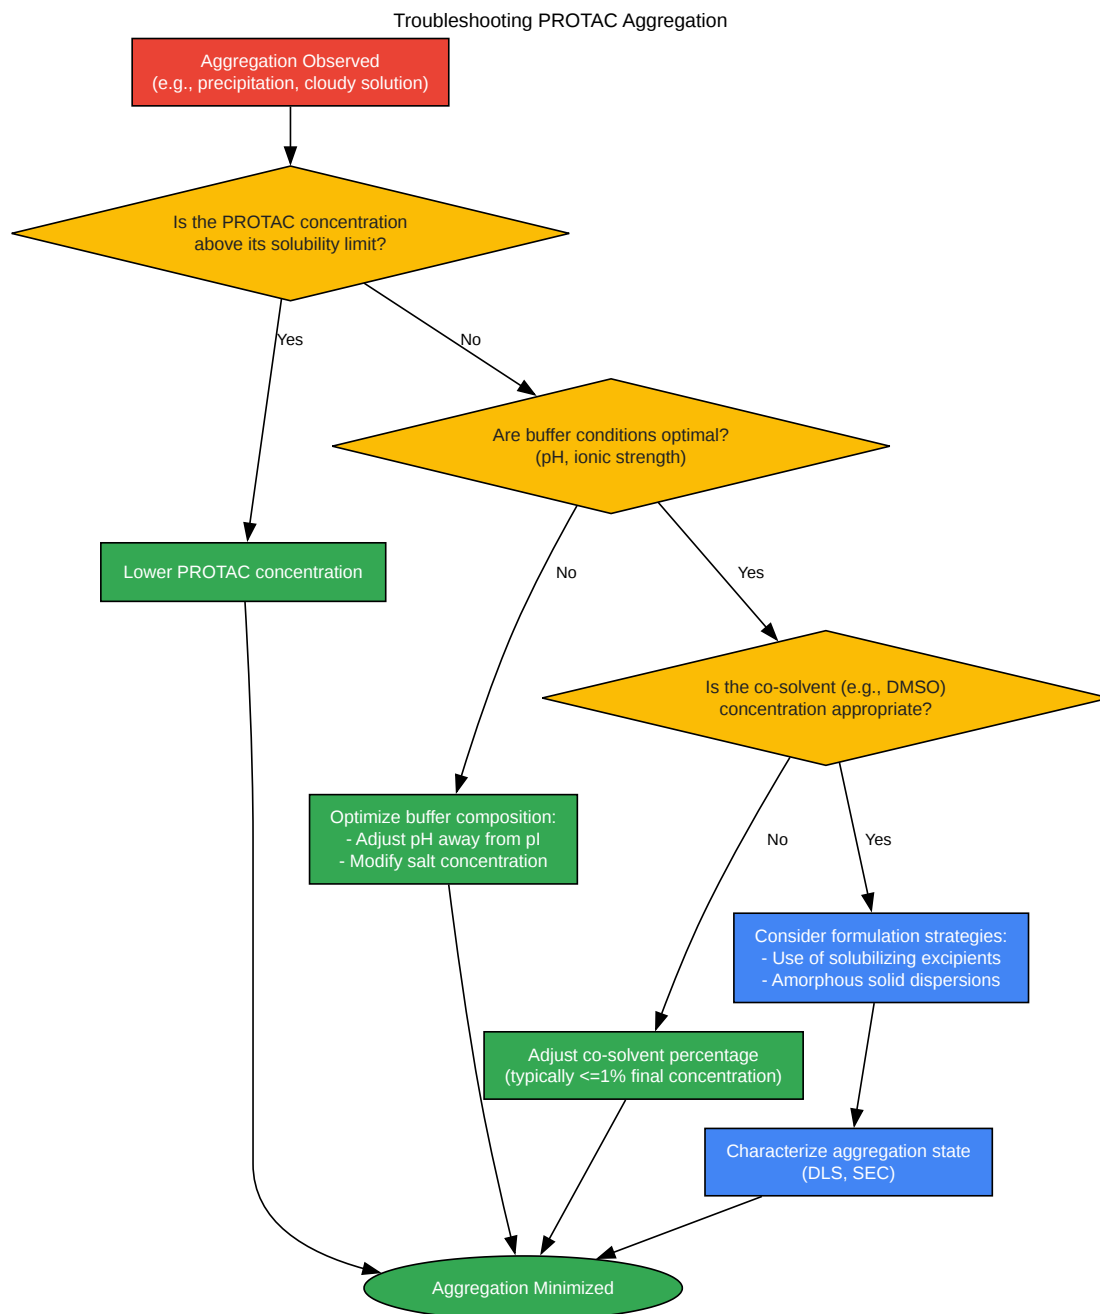 Troubleshooting PROTAC Aggregation
Aggregation Observed
(e.g., precipitation, cloudy solution)
Is the PROTAC concentration
above its solubility limit?
Yes
No
Are buffer conditions optimal?
(pH, ionic strength)
Lower PROTAC concentration
No
Yes
Is the co-solvent (e.g., DMSO)
concentration appropriate?
Optimize buffer composition:
- Adjust pH away from pI
- Modify salt concentration
No
Yes
Consider formulation strategies:
- Use of solubilizing excipients
- Amorphous solid dispersions
Adjust co-solvent percentage
(typically <=1% final concentration)
Characterize aggregation state
(DLS, SEC)
Aggregation Minimized